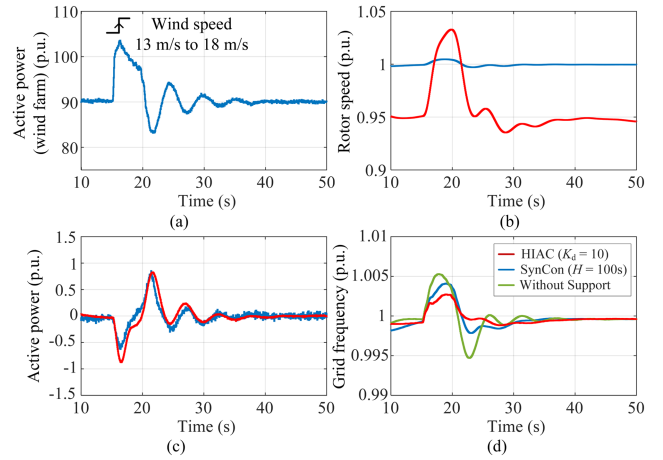 (a)
110
100
90
80
75
Active power
(wind farm) (p.u.)
Wind speed
13 m/s to 18 m/s
10 20 30 40 50
Time (s)
(a)
(b)
1.05
1
0.95
0.9
Rotor speed (p.u.)
10 20 30 40 50
Time (s)
(b)
1.5
1
0.5
0
-0.5
-1
-1.5
Active power (p.u.)
10 20 30 40 50
Time (s)
(c)
1.01
1.005
1
0.995
0.99
Grid frequency (p.u.)
HIAC (Kd = 10)
SynCon (H = 100s)
Without Support
10 20 30 40 50
Time (s)
(d)